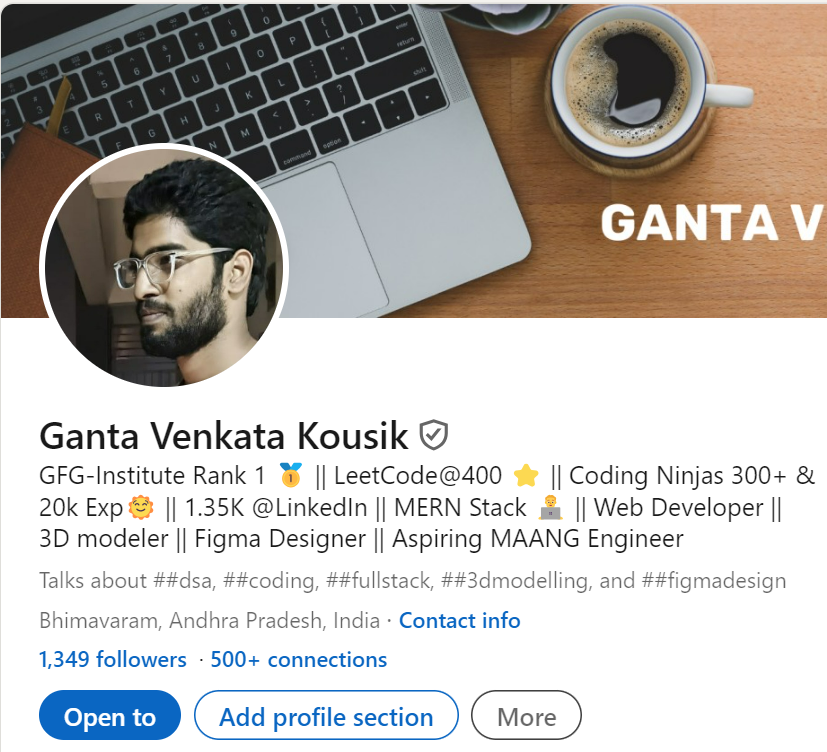 GANTA V
Ganta Venkata Kousik
GFG-Institute Rank 1 🏅 || LeetCode@400 ⭐ || Coding Ninjas 300+ &
20k Exp🌞 || 1.35K @LinkedIn || MERN Stack 🧑‍💻 || Web Developer ||
3D modeler || Figma Designer || Aspiring MAANG Engineer
Talks about ##dsa, ##coding, ##fullstack, ##3dmodelling, and ##figmadesign
Bhimavaram, Andhra Pradesh, India · Contact info
1,349 followers · 500+ connections
Open to Add profile section More